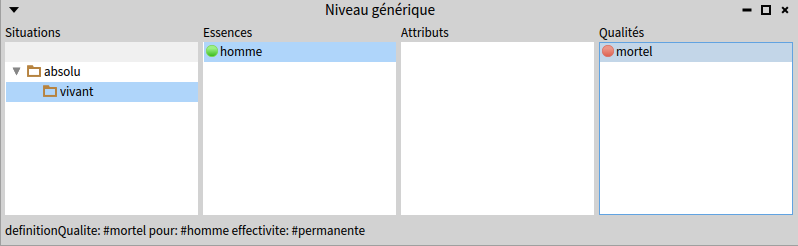 Niveau générique
Situations Essences Attributs Qualités
homme mortel
absolu
vivant
definitionQualite: #mortel pour: #homme effectivite: #permanente